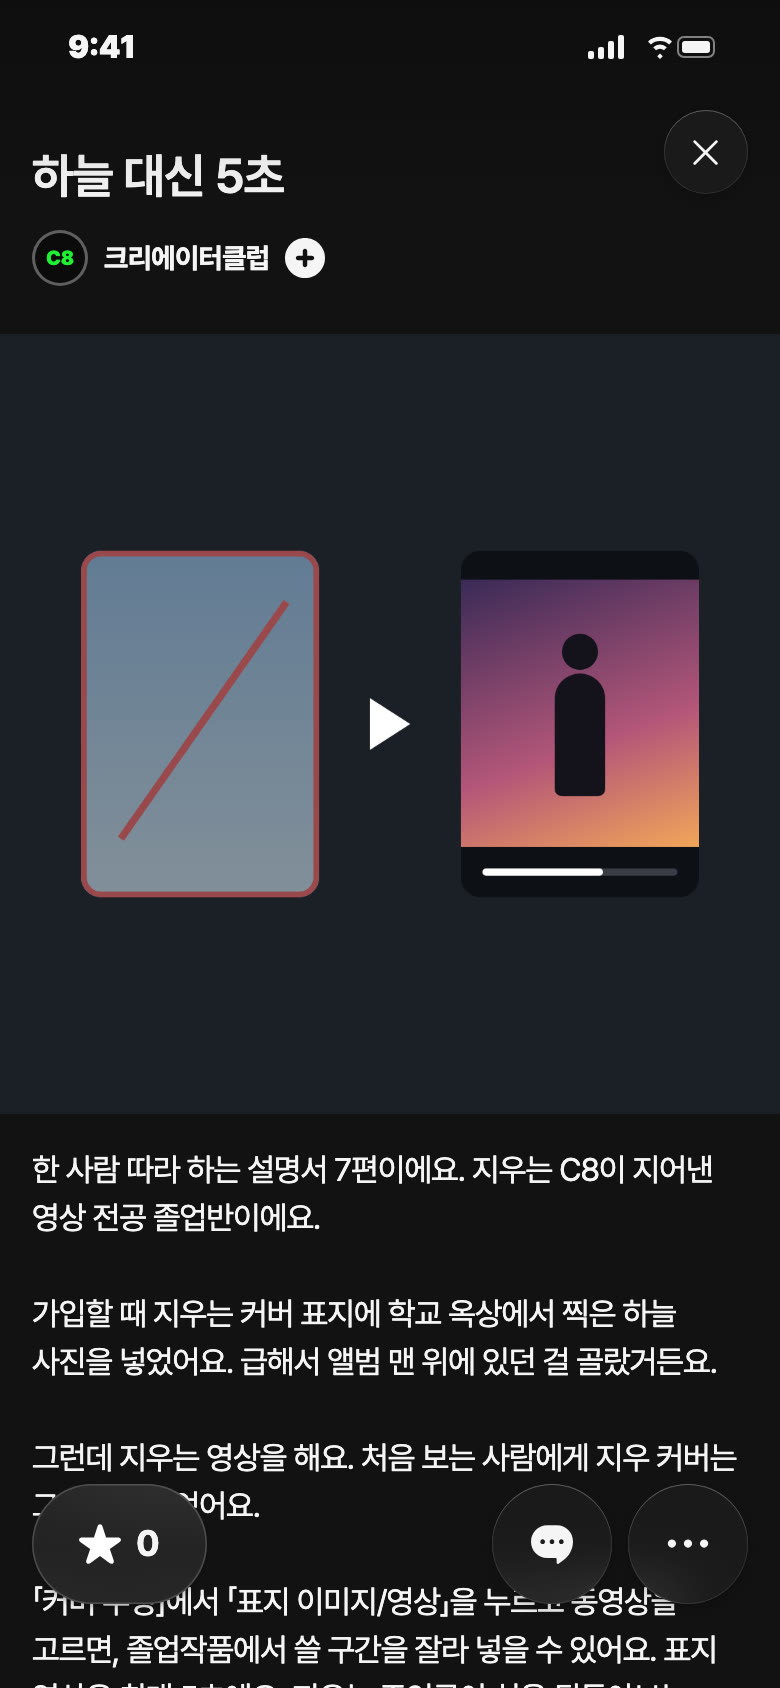 9:41
하늘 대신 5초
C8 크리에이터클럽
한 사람 따라 하는 설명서 7편이에요. 지우는 C8이 지어낸
영상 전공 졸업반이에요.
가입할 때 지우는 커버 표지에 학교 옥상에서 찍은 하늘
사진을 넣었어요. 급해서 앨범 맨 위에 있던 걸 골랐거든요.
그런데 지우는 영상을 해요. 처음 보는 사람에게 지우 커버는
0
에서 「표지 이미지/영상」을 동영상을
고르면, 졸업작품에서 쓸 구간을 잘라 넣을 수 있어요. 표지